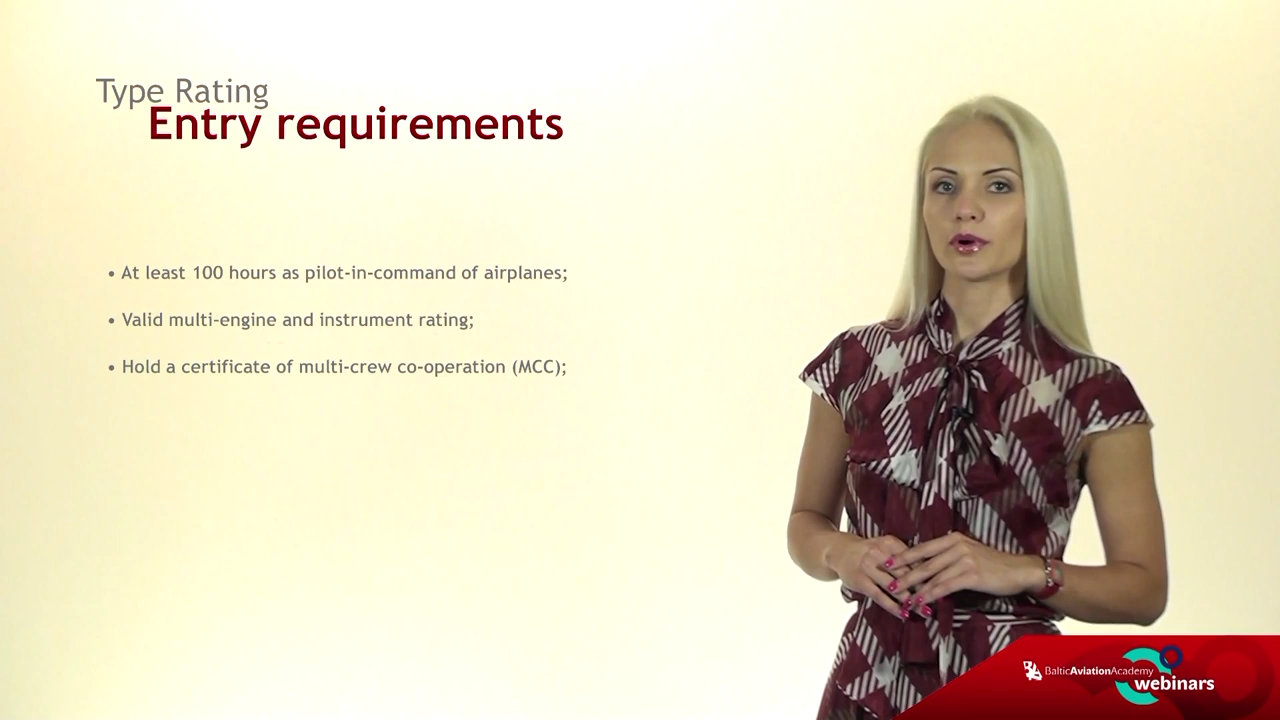 Type Rating
Entry requirements
• At least 100 hours as pilot-in-command of airplanes;
• Valid multi-engine and instrument rating;
• Hold a certificate of multi-crew co-operation (MCC);
BalticAviationAcademy
webinars